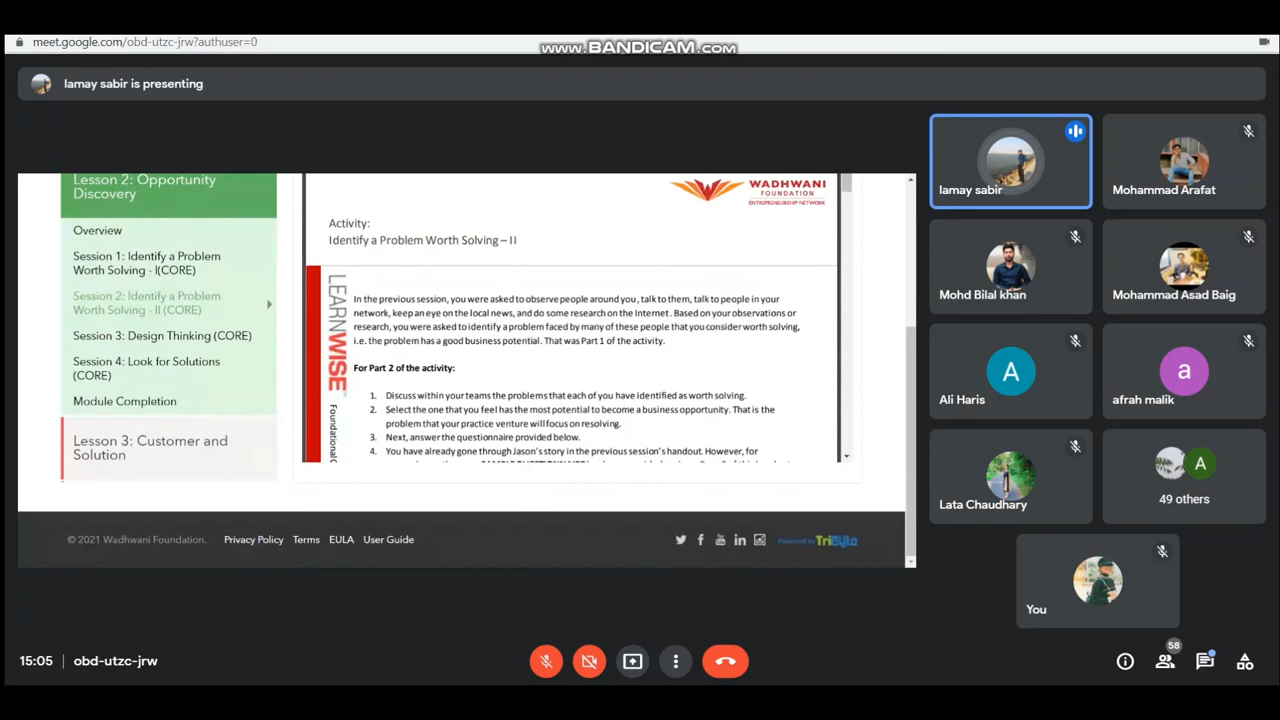 meet.google.com/obd-utzc-jrw?authuser=0
www.BANDICAM.com
lamay sabir is presenting
Lesson 2: Opportunity
Discovery
Overview
Session 1: Identify a Problem
Worth Solving - I(CORE)
Session 2: Identify a Problem
Worth Solving - II (CORE)
Session 3: Design Thinking (CORE)
Session 4: Look for Solutions
(CORE)
Module Completion
Lesson 3: Customer and
Solution
WADHWANI
FOUNDATION
ENTREPRENEURSHIP NETWORK
Activity:
Identify a Problem Worth Solving – II
LEARNWISE
Foundational
In the previous session, you were asked to observe people around you, talk to them, talk to people in your
network, keep an eye on the local news, and do some research on the Internet. Based on your observations or
research, you were asked to identify a problem faced by many of these people that you consider worth solving,
i.e. the problem has a good business potential. That was Part 1 of the activity.
For Part 2 of the activity:
1. Discuss within your teams the problems that each of you have identified as worth solving.
2. Select the one that you feel has the most potential to become a business opportunity. That is the
problem that your practice venture will focus on resolving.
3. Next, answer the questionnaire provided below.
4. You have already gone through Jason's story in the previous session's handout. However, for
© 2021 Wadhwani Foundation.
Privacy Policy
Terms
EULA
User Guide
Powered by TriByte
lamay sabir
Mohammad Arafat
Mohd Bilal khan
Mohammad Asad Baig
A
Ali Haris
a
afrah malik
Lata Chaudhary
A
49 others
You
15:05 | obd-utzc-jrw
58